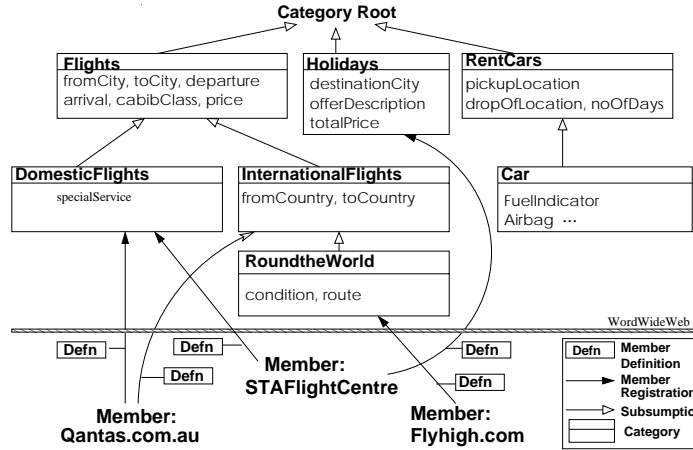 Category Root
Flights
fromCity, toCity, departure
arrival, cabibClass, price
Holidays
destinationCity
offerDescription
totalPrice
RentCars
pickupLocation
dropOfLocation, noOfDays
DomesticFlights
specialService
InternationalFlights
fromCountry, toCountry
Car
FuelIndicator
Airbag ...
RoundtheWorld
condition, route
WordWideWeb
Defn
Defn
Defn
Defn
Defn
Member:
STAFlightCentre
Member:
Qantas.com.au
Member:
Flyhigh.com
Defn
Member
Definition
Member
Registration
Subsumptio
Category